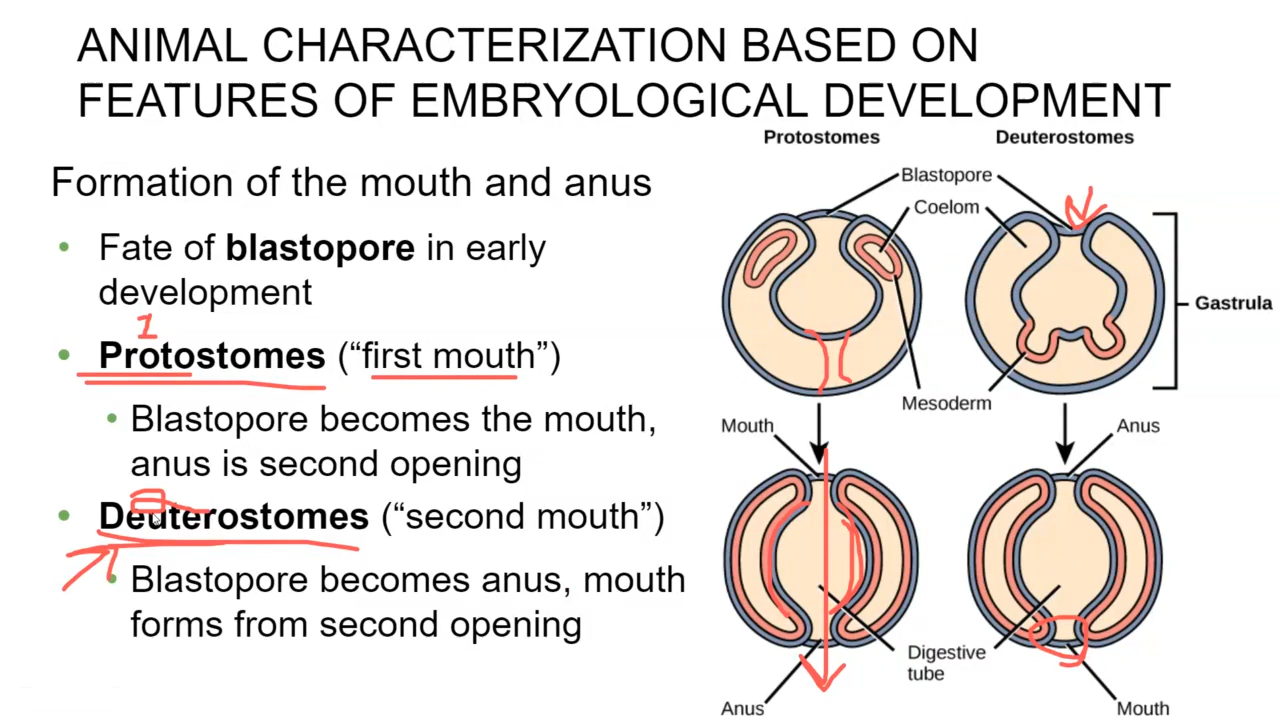 ANIMAL CHARACTERIZATION BASED ON
FEATURES OF EMBRYOLOGICAL DEVELOPMENT
Formation of the mouth and anus
• Fate of blastopore in early
development
1
• Protostomes (“first mouth”)
• Blastopore becomes the mouth,
anus is second opening
• Deuterostomes (“second mouth”)
• Blastopore becomes anus, mouth
forms from second opening
Protostomes
Deuterostomes
Blastopore
Coelom
Gastrula
Mesoderm
Mouth
Anus
Digestive
tube
Anus
Mouth